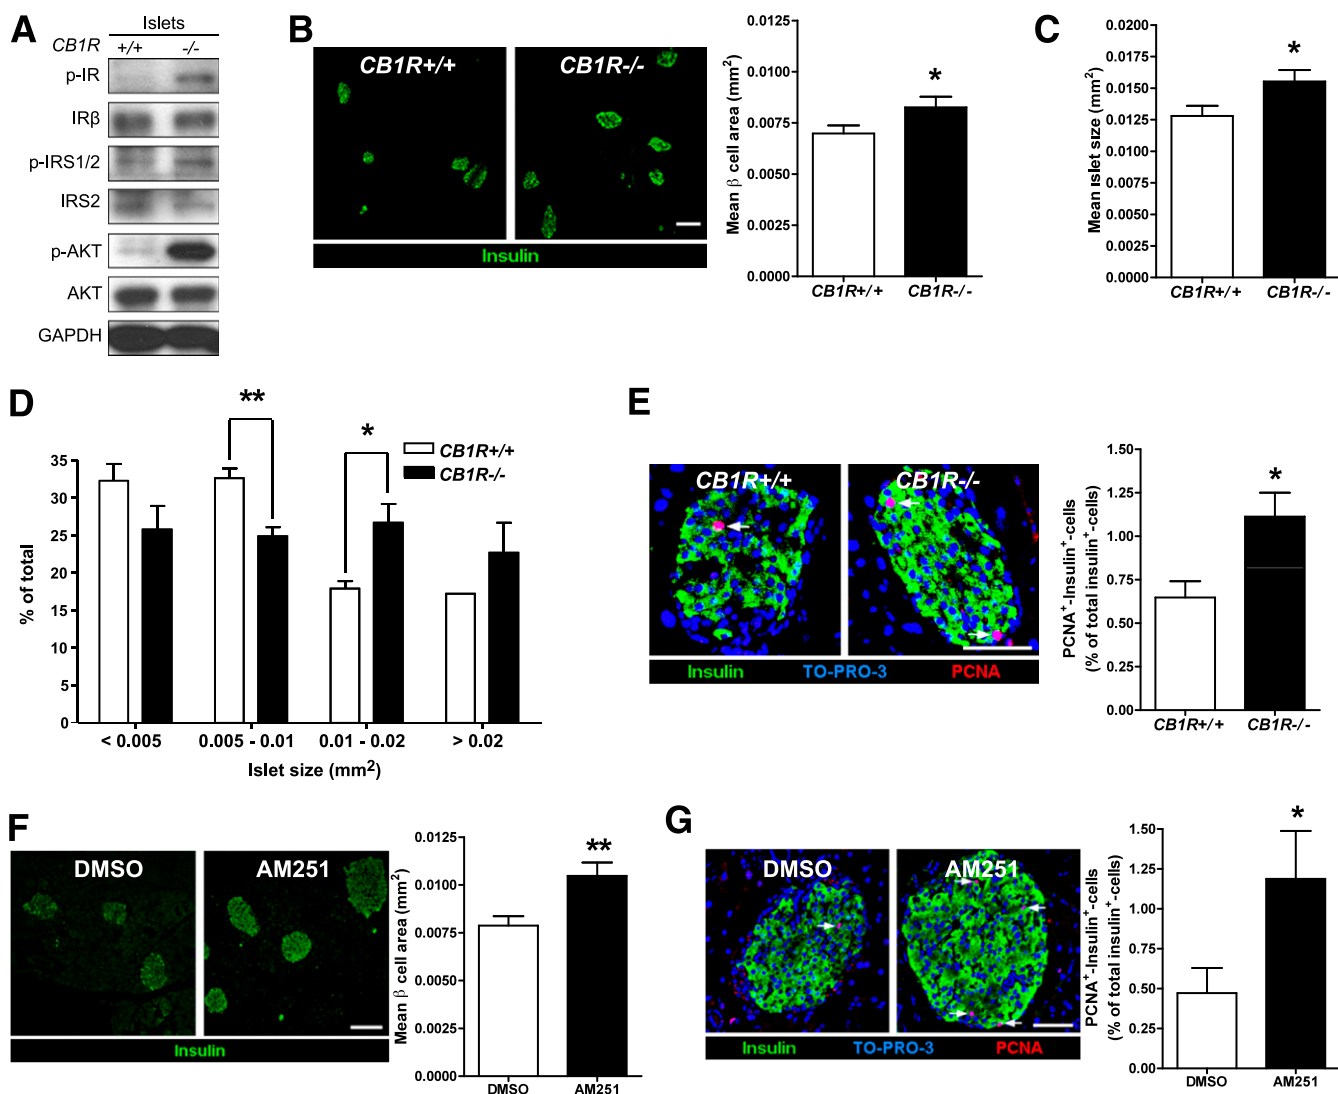 A
Islets
CB1R +/+ -/-
p-IR
IRβ
p-IRS1/2
IRS2
p-AKT
AKT
GAPDH
B
CB1R+/+ CB1R-/-
Insulin
Mean β cell area (mm²)
0.0125
0.0100
0.0075
0.0050
0.0025
0.0000
*
CB1R+/+ CB1R-/-
C
Mean islet size (mm²)
0.0200
0.0175
0.0150
0.0125
0.0100
0.0075
0.0050
0.0025
0.0000
*
CB1R+/+ CB1R-/-
D
% of total
35
30
25
20
15
10
5
0
**
*
CB1R+/+
CB1R-/-
< 0.005 0.005 - 0.01 0.01 - 0.02 > 0.02
Islet size (mm²)
E
CB1R+/+ CB1R-/-
Insulin TO-PRO-3 PCNA
PCNA⁺-Insulin⁺-cells
(% of total insulin⁺-cells)
1.50
1.25
1.00
0.75
0.50
0.25
0.00
*
CB1R+/+ CB1R-/-
F
DMSO AM251
Insulin
Mean β cell area (mm²)
0.0125
0.0100
0.0075
0.0050
0.0025
0.0000
**
DMSO AM251
G
DMSO AM251
Insulin TO-PRO-3 PCNA
PCNA⁺-Insulin⁺-cells
(% of total insulin⁺-cells)
1.50
1.25
1.00
0.75
0.50
0.25
0.00
*
DMSO AM251